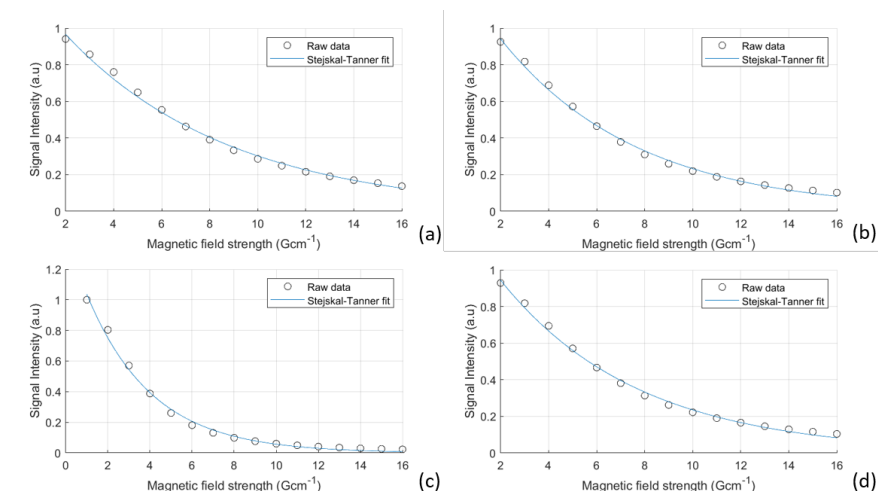 Signal Intensity (a.u)
1
0.8
0.6
0.4
0.2
0
2 4 6 8 10 12 14 16
Magnetic field strength (Gcm⁻¹)
Raw data
Stejskal-Tanner fit
(a)
Signal Intensity (a.u)
1
0.8
0.6
0.4
0.2
0
2 4 6 8 10 12 14 16
Magnetic field strength (Gcm⁻¹)
Raw data
Stejskal-Tanner fit
(b)
Signal Intensity (a.u)
1.2
1
0.8
0.6
0.4
0.2
0
0 2 4 6 8 10 12 14 16
Magnetic field strength (Gcm⁻¹)
Raw data
Stejskal-Tanner fit
(c)
Signal Intensity (a.u)
1
0.8
0.6
0.4
0.2
0
2 4 6 8 10 12 14 16
Magnetic field strength (Gcm⁻¹)
Raw data
Stejskal-Tanner fit
(d)